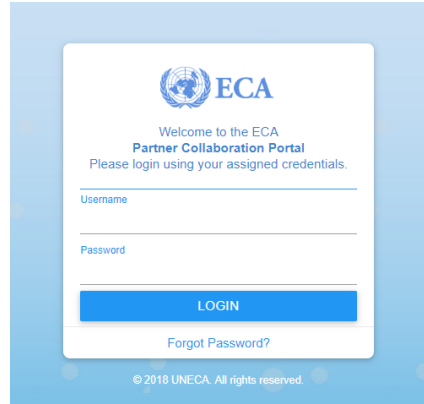 ECA
Welcome to the ECA
Partner Collaboration Portal
Please login using your assigned credentials.
Username
Password
LOGIN
Forgot Password?
© 2018 UNECA. All rights reserved.